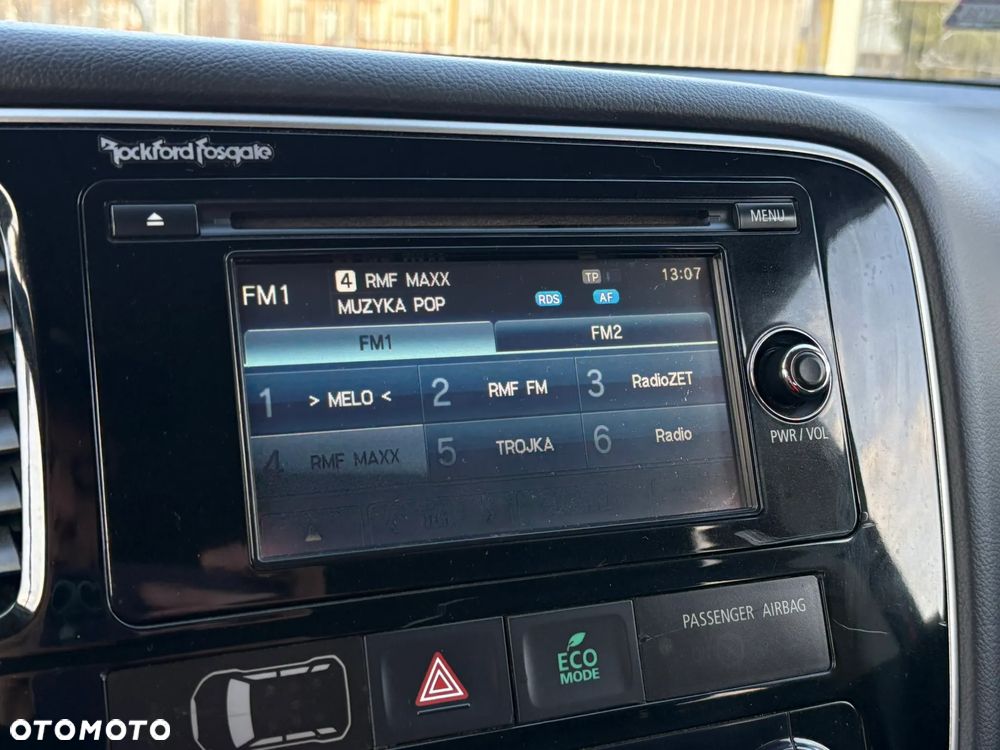 Rockford Fosgate
MENU
FM1
4 RMF MAXX
MUZYKA POP
TP
RDS
AF
13:07
FM1
FM2
1 > MELO <
2 RMF FM
3 RadioZET
4 RMF MAXX
5 TROJKA
6 Radio
PWR / VOL
PASSENGER AIRBAG
ECO
MODE
OTOMOTO